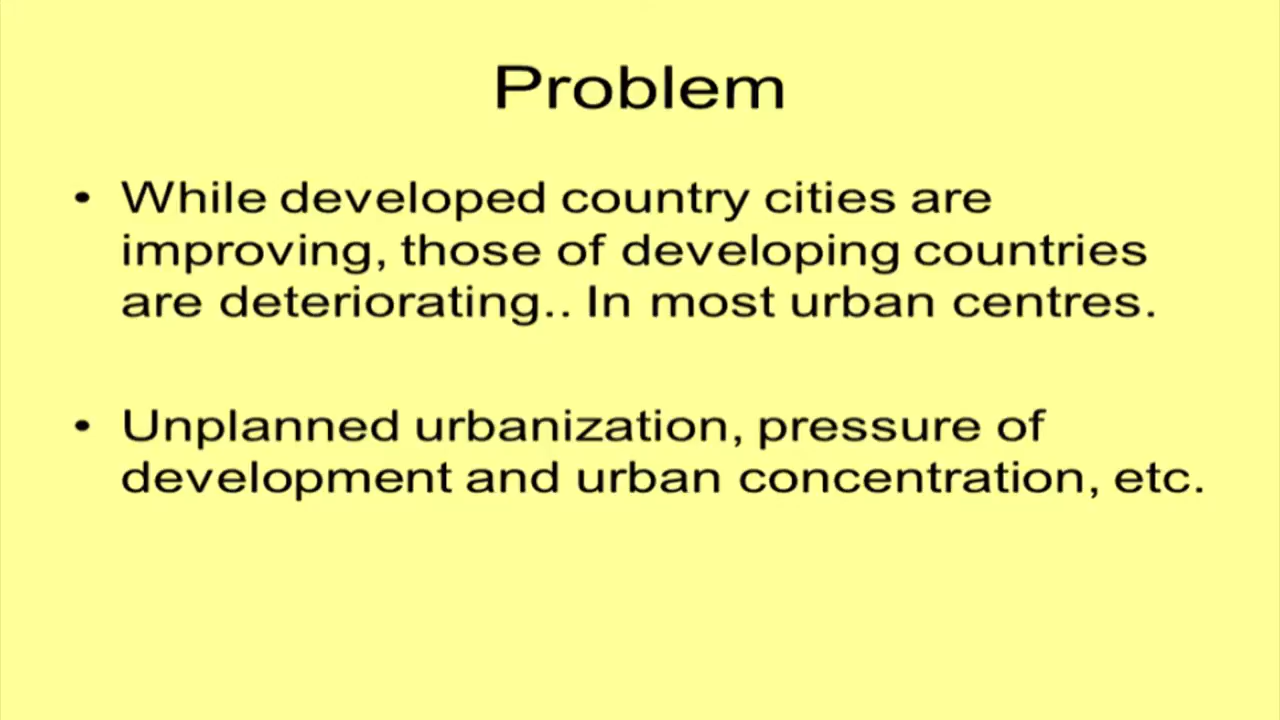 Problem
• While developed country cities are
improving, those of developing countries
are deteriorating.. In most urban centres.
• Unplanned urbanization, pressure of
development and urban concentration, etc.